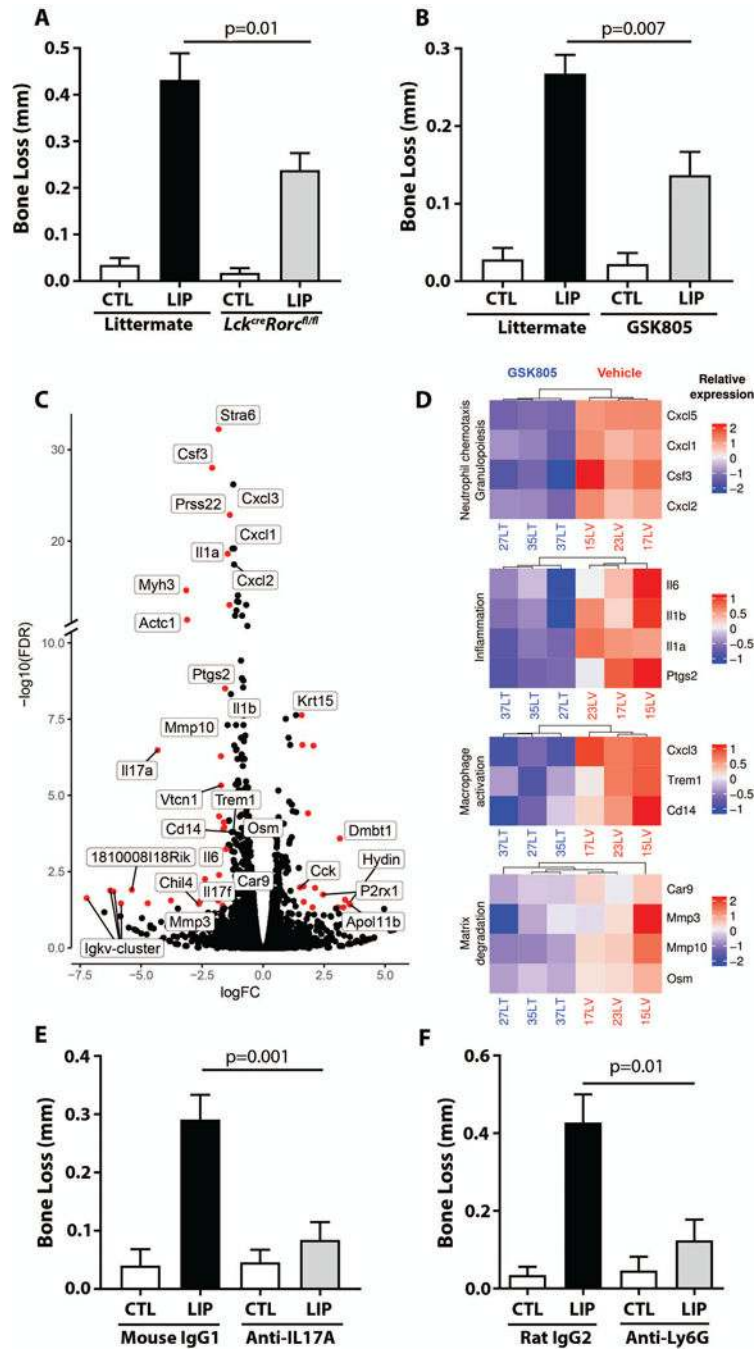 A
p=0.01
Bone Loss (mm)
0.5
0.4
0.3
0.2
0.1
0.0
CTL LIP CTL LIP
Littermate Lck^creRorc^fl/fl
B
p=0.007
Bone Loss (mm)
0.3
0.2
0.1
0.0
CTL LIP CTL LIP
Littermate GSK805
C
−log10(FDR)
30
20
10.0
7.5
5.0
2.5
0.0
Stra6
Csf3
Cxcl3
Prss22
Cxcl1
Il1a
Cxcl2
Myh3
Actc1
Ptgs2
Krt15
Il1b
Mmp10
Il17a
Vtcn1
Trem1
Cd14
Osm
Dmbt1
1810008I18Rik
Il6
Hydin
Chil4
Il17f
Car9
Cck
P2rx1
Mmp3
Apol11b
Igkv-cluster
−7.5 −5.0 −2.5 0.0 2.5 5.0
logFC
D
GSK805 Vehicle
Relative
expression
Neutrophil chemotaxis
Granulopoiesis
Cxcl5
Cxcl1
Csf3
Cxcl2
2
1
0
−1
−2
27LT 35LT 37LT 15LV 23LV 17LV
Inflammation
Il6
Il1b
Il1a
Ptgs2
1
0.5
0
−0.5
−1
37LT 35LT 27LT 23LV 17LV 15LV
Macrophage
activation
Cxcl3
Trem1
Cd14
1
0.5
0
−0.5
−1
37LT 27LT 35LT 17LV 23LV 15LV
Matrix
degradation
Car9
Mmp3
Mmp10
Osm
2
1
0
−1
−2
27LT 35LT 37LT 17LV 23LV 15LV
E
p=0.001
Bone Loss (mm)
0.4
0.3
0.2
0.1
0.0
CTL LIP CTL LIP
Mouse IgG1 Anti-IL17A
F
p=0.01
Bone Loss (mm)
0.6
0.4
0.2
0.0
CTL LIP CTL LIP
Rat IgG2 Anti-Ly6G